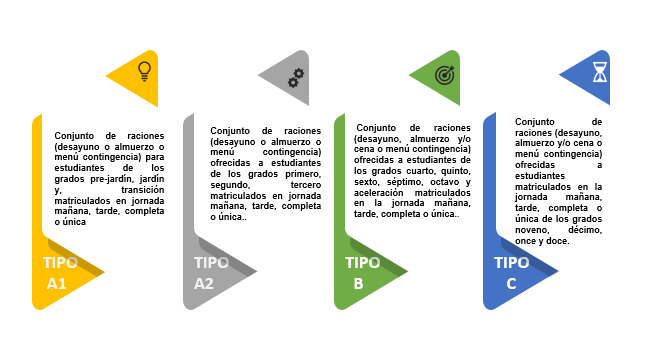 Conjunto de raciones
(desayuno o almuerzo o
menú contingencia) para
estudiantes de los
grados pre-jardín, jardín
y, transición
matriculados en jornada
mañana, tarde, completa
o única
TIPO
A1
Conjunto de raciones
(desayuno o almuerzo o
menú contingencia)
ofrecidas a estudiantes
de los grados primero,
segundo, tercero
matriculados en jornada
mañana, tarde, completa
o única..
TIPO
A2
Conjunto de raciones
(desayuno, almuerzo y/o
cena o menú contingencia)
ofrecidas a estudiantes de
los grados cuarto, quinto,
sexto, séptimo, octavo y
aceleración matriculados
en la jornada mañana,
tarde, completa o única..
TIPO
B
Conjunto de
raciones (desayuno,
almuerzo y/o cena o
menú contingencia)
ofrecidas a
estudiantes
matriculados en la
jornada mañana,
tarde, completa o
única de los grados
noveno, décimo,
once y doce.
TIPO
C